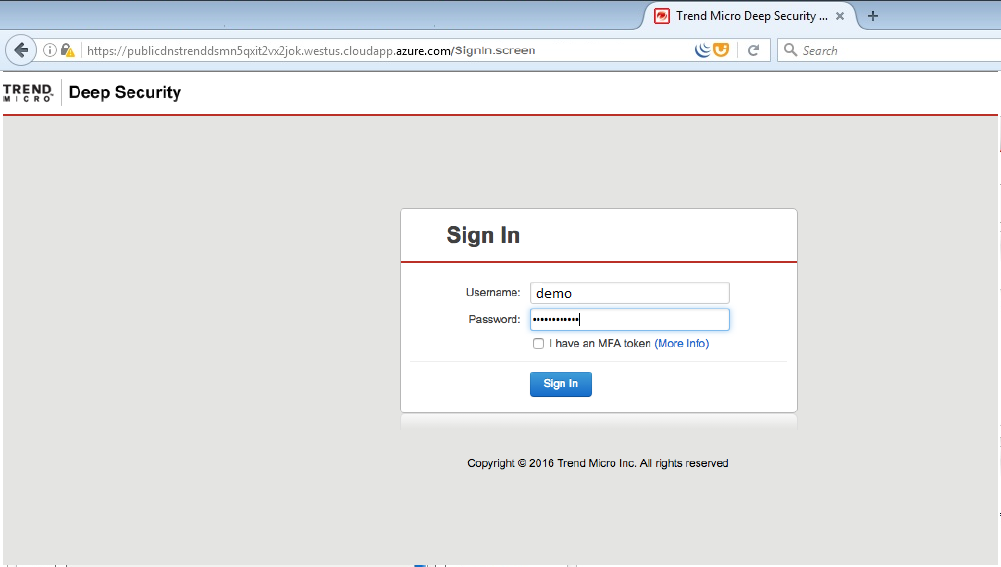 Trend Micro Deep Security ...
https://publicdnstrenddsmn5qxit2vx2jok.westus.cloudapp.azure.com/SignIn.screen
Search
TREND MICRO™ Deep Security
Sign In
Username: demo
Password: ••••••••••••
I have an MFA token (More Info)
Sign In
Copyright © 2016 Trend Micro Inc. All rights reserved